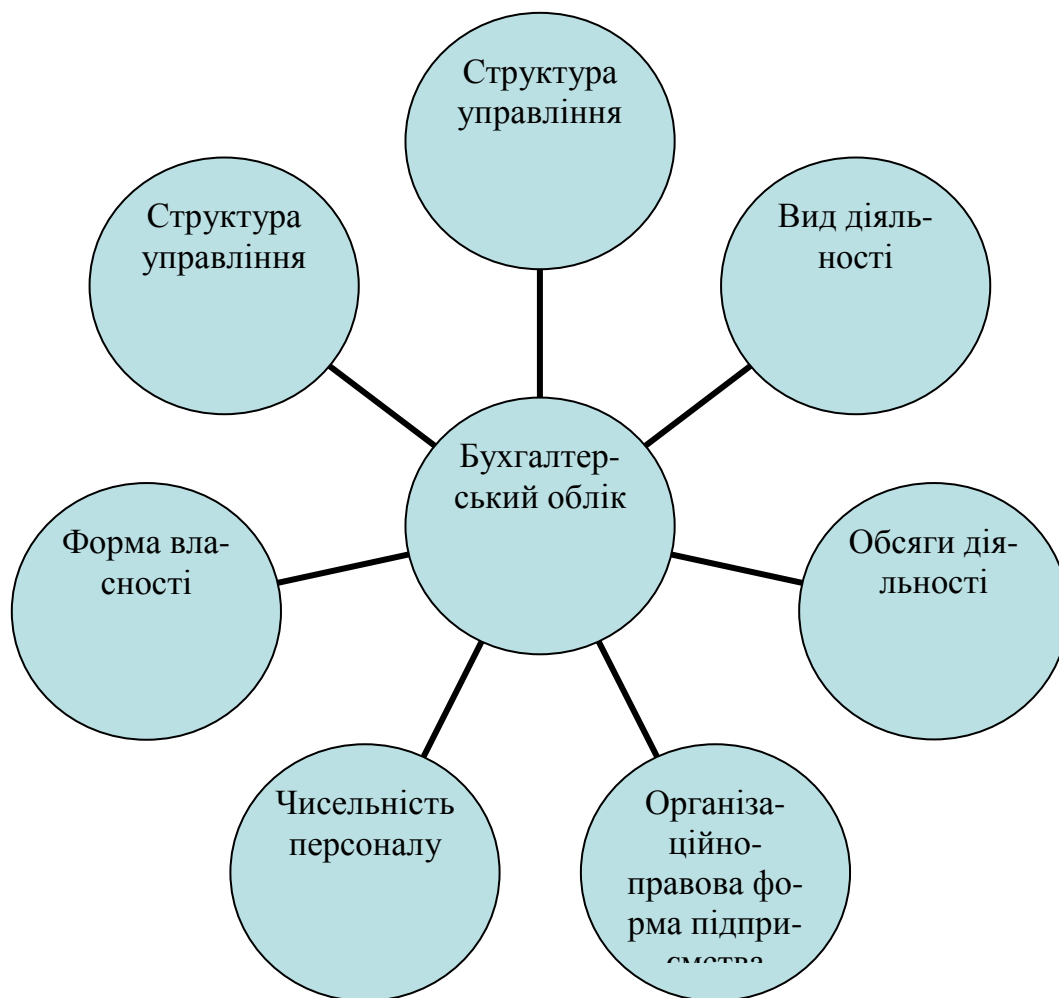 Структура
управління
Структура
управління
Вид діяль-
ності
Бухгалтер-
ський облік
Форма вла-
сності
Обсяги дія-
льності
Чисельність
персоналу
Організа-
ційно-
правова фо-
рма підпри-
ємства